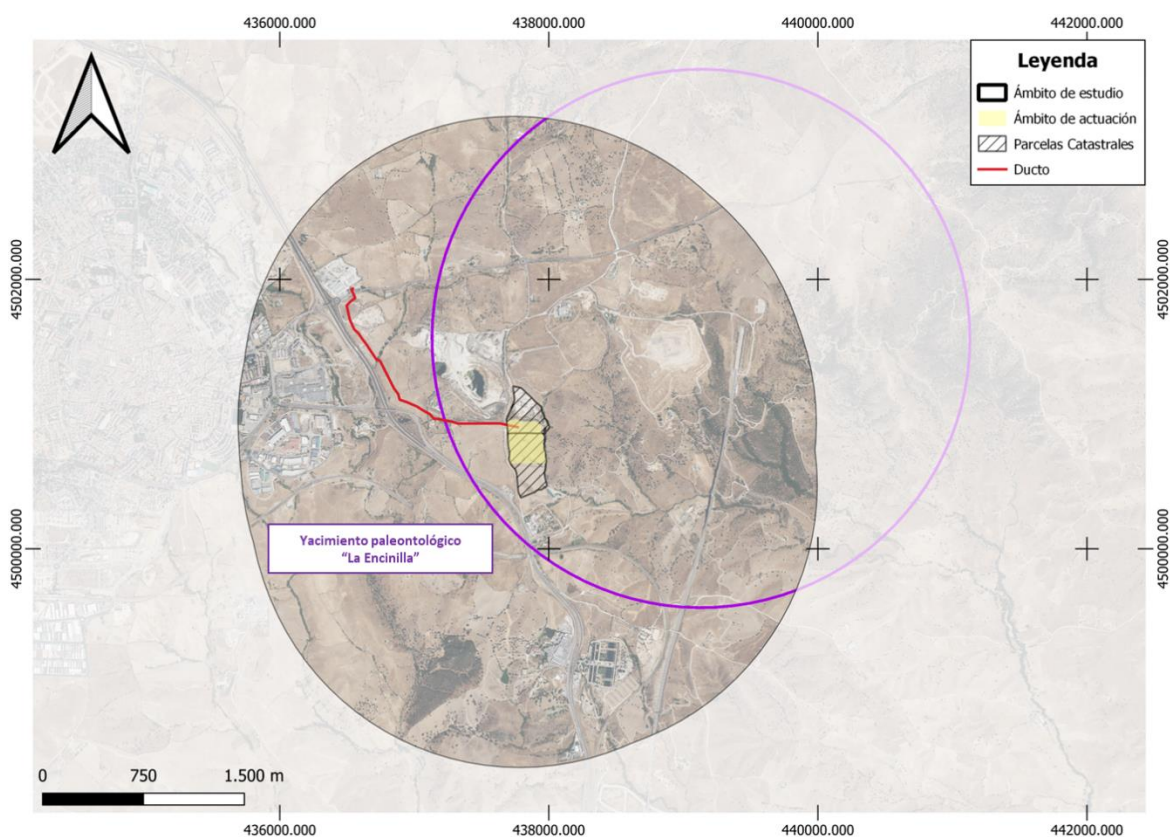 436000.000
438000.000
440000.000
442000.000
Leyenda
Ámbito de estudio
Ámbito de actuación
Parcelas Catastrales
Ducto
4502000.000
4502000.000
Yacimiento paleontológico
“La Encinilla”
4500000.000
4500000.000
0 750 1.500 m
436000.000
438000.000
440000.000
442000.000